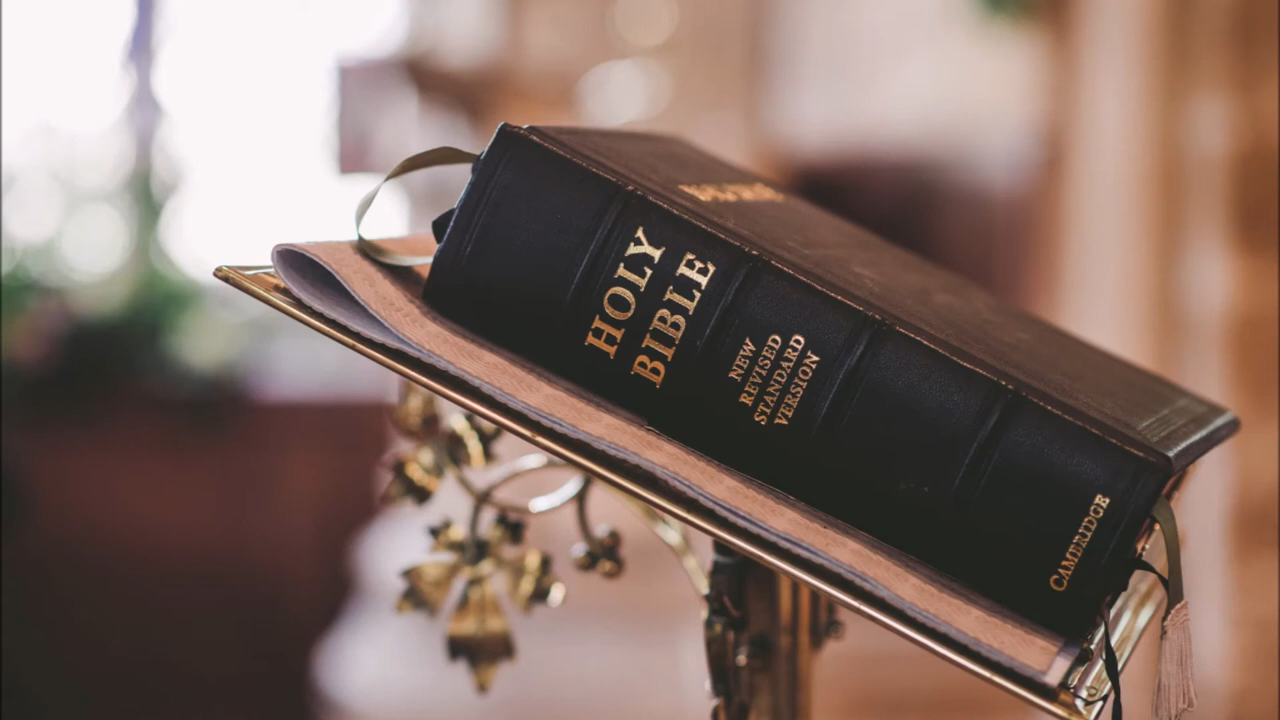 HOLY
BIBLE
NEW
REVISED
STANDARD
VERSION
CAMBRIDGE